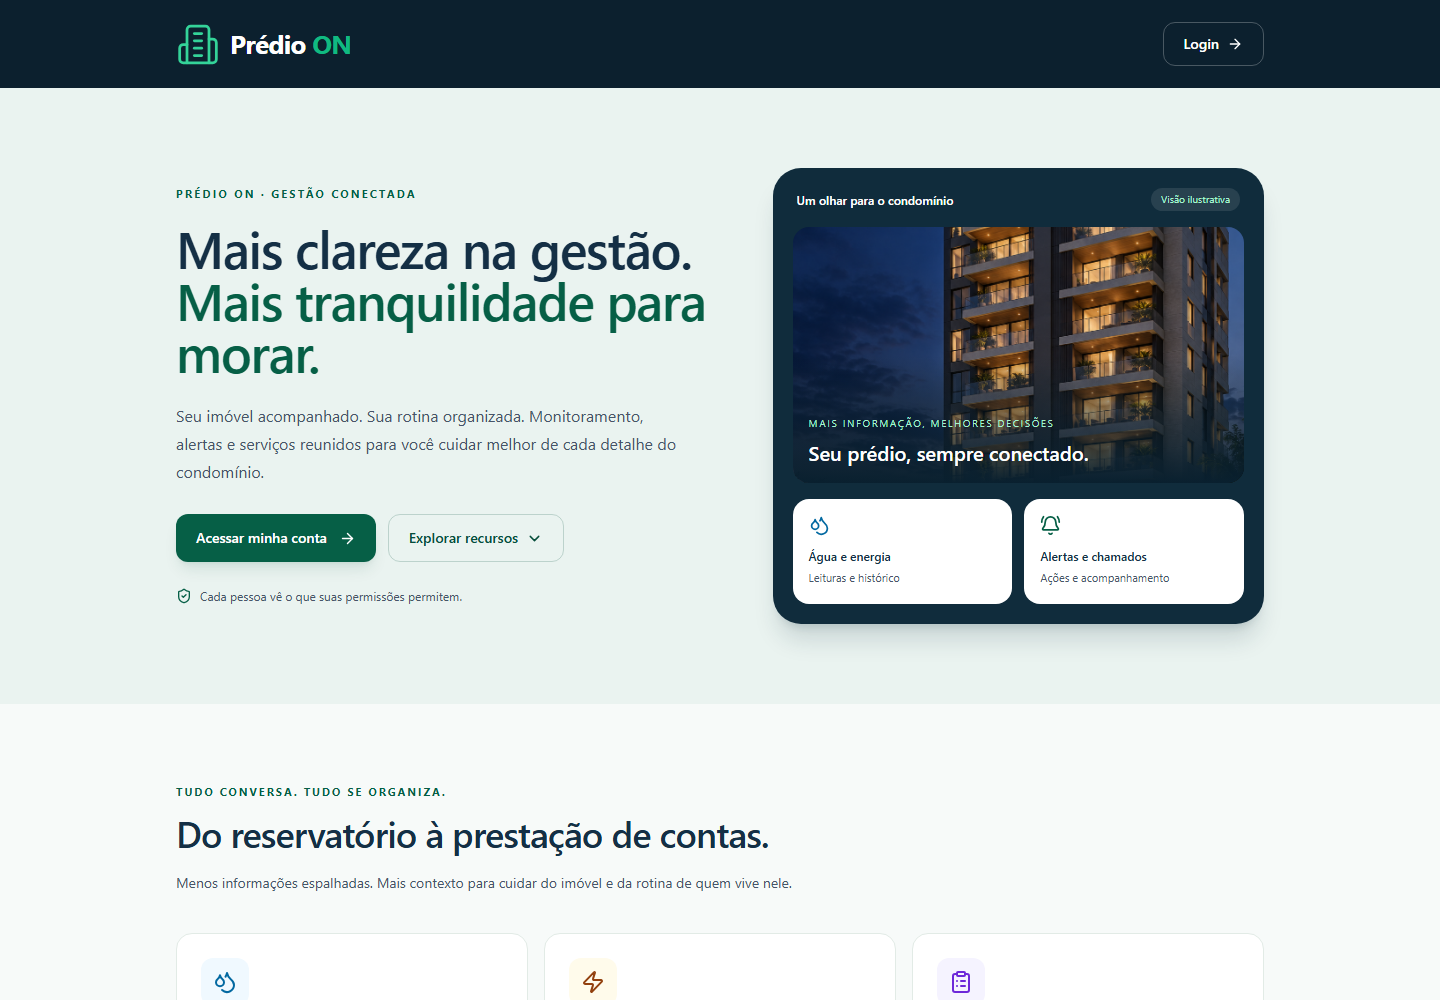 Prédio ON
Login
PRÉDIO ON · GESTÃO CONECTADA
Mais clareza na gestão.
Mais tranquilidade para
morar.
Seu imóvel acompanhado. Sua rotina organizada. Monitoramento,
alertas e serviços reunidos para você cuidar melhor de cada detalhe do
condomínio.
Acessar minha conta
Explorar recursos
Cada pessoa vê o que suas permissões permitem.
Um olhar para o condomínio
Visão ilustrativa
MAIS INFORMAÇÃO, MELHORES DECISÕES
Seu prédio, sempre conectado.
Água e energia
Leituras e histórico
Alertas e chamados
Ações e acompanhamento
TUDO CONVERSA. TUDO SE ORGANIZA.
Do reservatório à prestação de contas.
Menos informações espalhadas. Mais contexto para cuidar do imóvel e da rotina de quem vive nele.